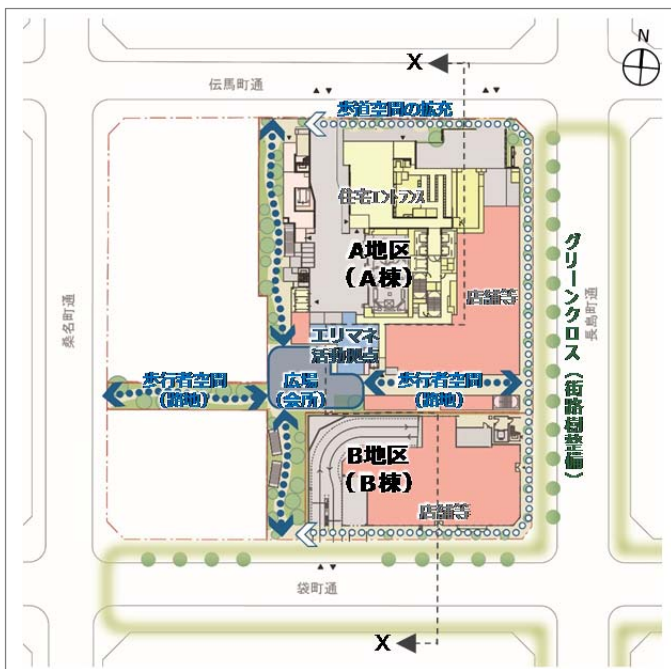 N
X
伝馬町通
歩道空間の拡充
住宅エントランス
A地区
(A棟)
店舗等
グリーンクロス(街路樹整備)
長島町通
桑名町通
エリマネ
活動拠点
歩行者空間
(路地)
広場
(会所)
歩行者空間
(路地)
B地区
(B棟)
店舗等
袋町通
X